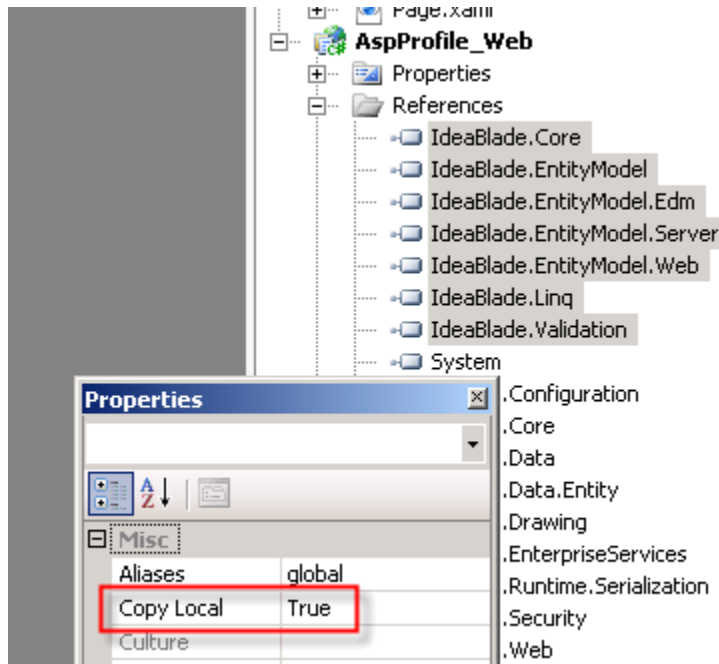 Page.xaml
AspProfile_Web
Properties
References
IdeaBlade.Core
IdeaBlade.EntityModel
IdeaBlade.EntityModel.Edm
IdeaBlade.EntityModel.Server
IdeaBlade.EntityModel.Web
IdeaBlade.Linq
IdeaBlade.Validation
System
.Configuration
.Core
.Data
.Data.Entity
.Drawing
.EnterpriseServices
.Runtime.Serialization
.Security
.Web
Properties
Misc
Aliases global
Copy Local True
Culture